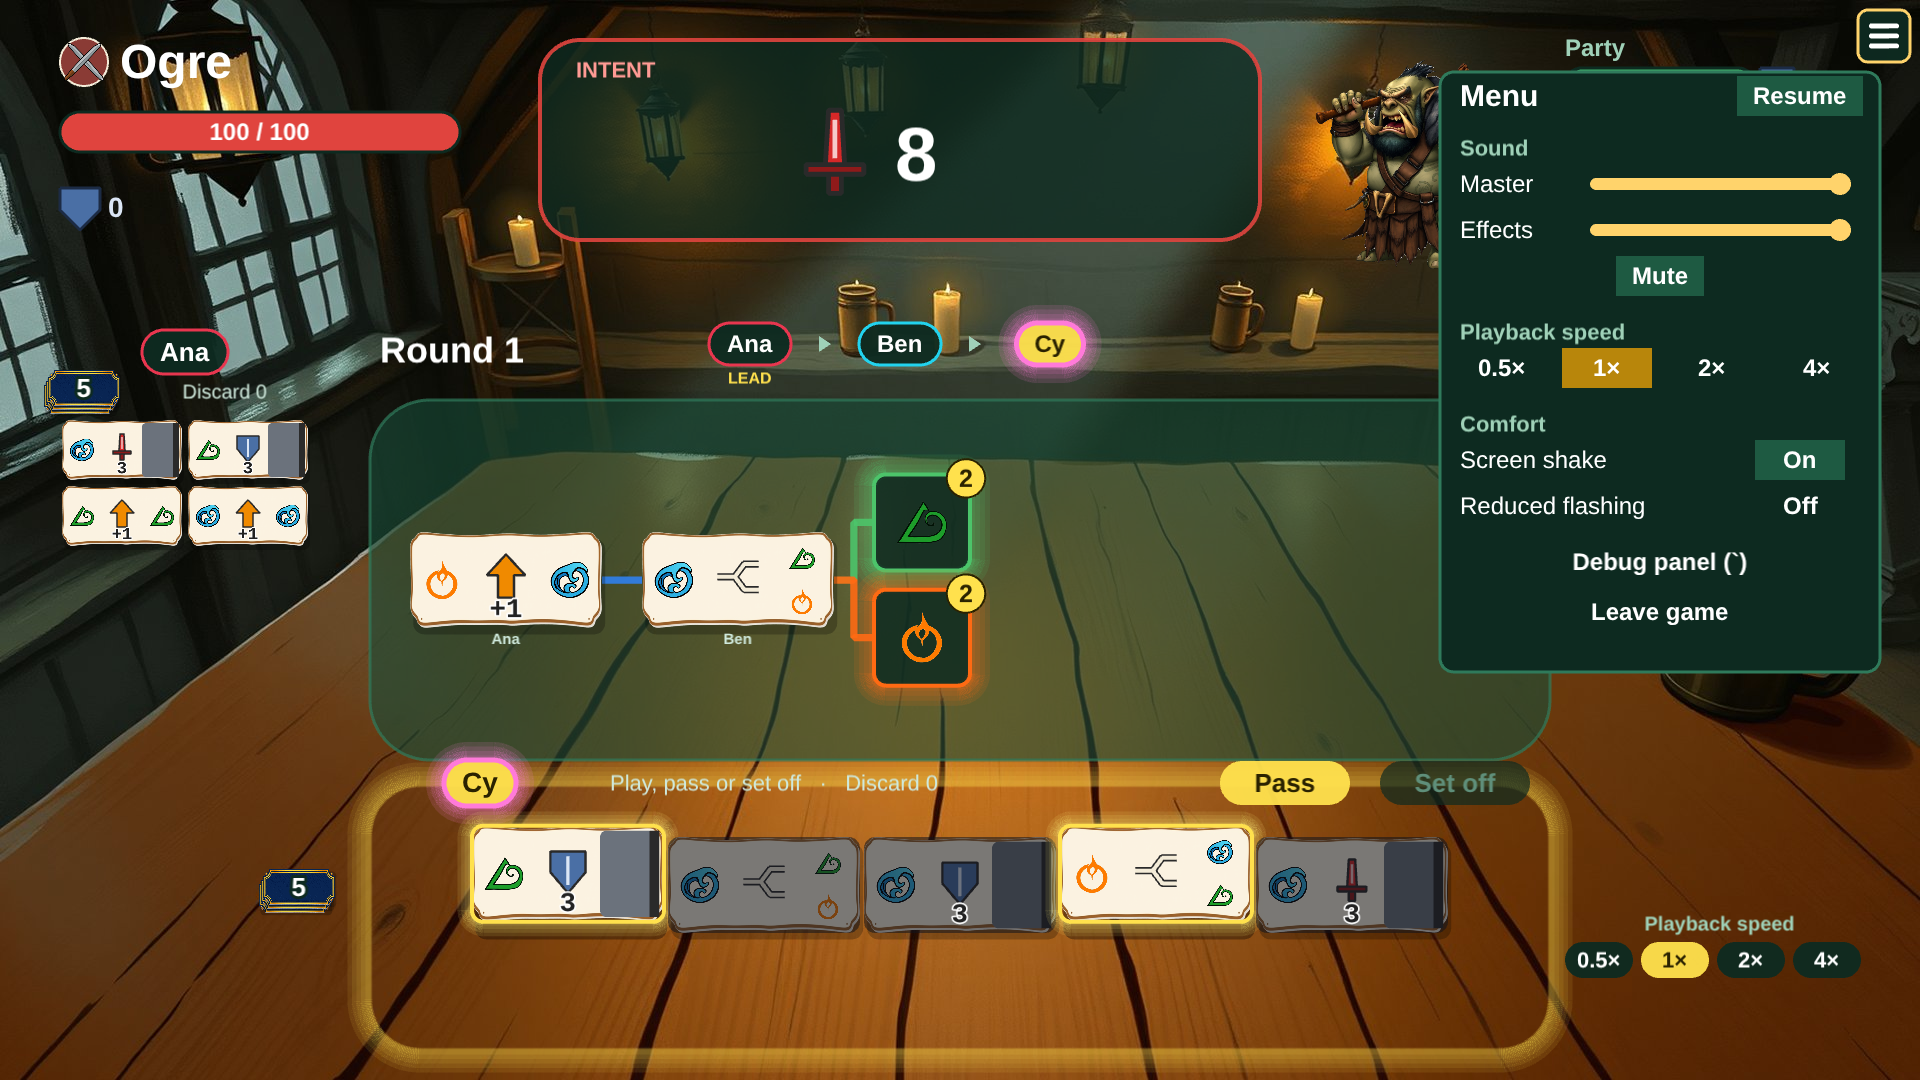 Ogre
100 / 100
0
INTENT
8
Party
Menu
Resume
Sound
Master
Effects
Mute
Playback speed
0.5×
1×
2×
4×
Comfort
Screen shake
On
Reduced flashing
Off
Debug panel (`)
Leave game
Round 1
Ana
Ben
Cy
LEAD
Ana
5
Discard 0
3
3
+1
+1
+1
Ana
Ben
2
2
Cy
Play, pass or set off · Discard 0
Pass
Set off
5
3
3
3
Playback speed
0.5×
1×
2×
4×